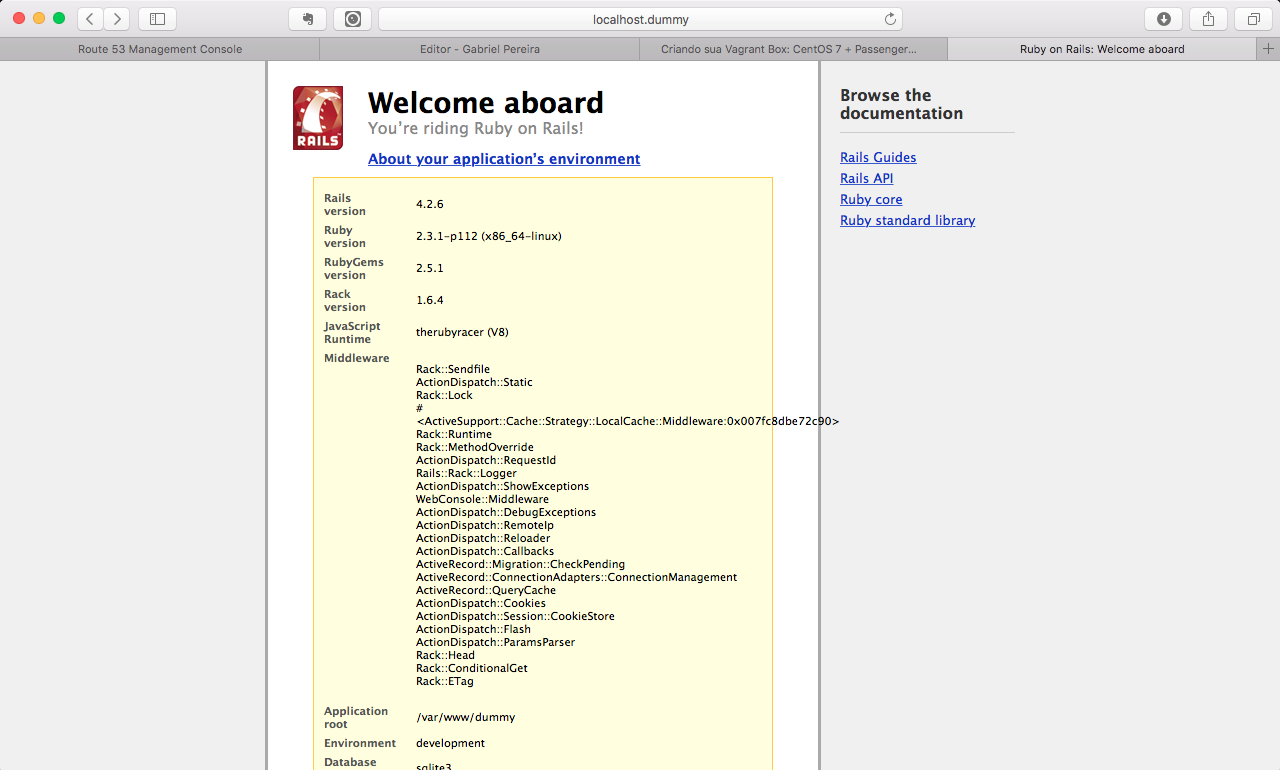 localhost.dummy
Route 53 Management Console
Editor - Gabriel Pereira
Criando sua Vagrant Box: CentOS 7 + Passenger...
Ruby on Rails: Welcome aboard
RAILS
Welcome aboard
You’re riding Ruby on Rails!
About your application’s environment
Rails version 4.2.6
Ruby version 2.3.1-p112 (x86_64-linux)
RubyGems version 2.5.1
Rack version 1.6.4
JavaScript Runtime therubyracer (V8)
Middleware
Rack::Sendfile
ActionDispatch::Static
Rack::Lock
#
<ActiveSupport::Cache::Strategy::LocalCache::Middleware:0x007fc8dbe72c90>
Rack::Runtime
Rack::MethodOverride
ActionDispatch::RequestId
Rails::Rack::Logger
ActionDispatch::ShowExceptions
WebConsole::Middleware
ActionDispatch::DebugExceptions
ActionDispatch::RemoteIp
ActionDispatch::Reloader
ActionDispatch::Callbacks
ActiveRecord::Migration::CheckPending
ActiveRecord::ConnectionAdapters::ConnectionManagement
ActiveRecord::QueryCache
ActionDispatch::Cookies
ActionDispatch::Session::CookieStore
ActionDispatch::Flash
ActionDispatch::ParamsParser
Rack::Head
Rack::ConditionalGet
Rack::ETag
Application root /var/www/dummy
Environment development
Database sqlite3
Browse the
documentation
Rails Guides
Rails API
Ruby core
Ruby standard library